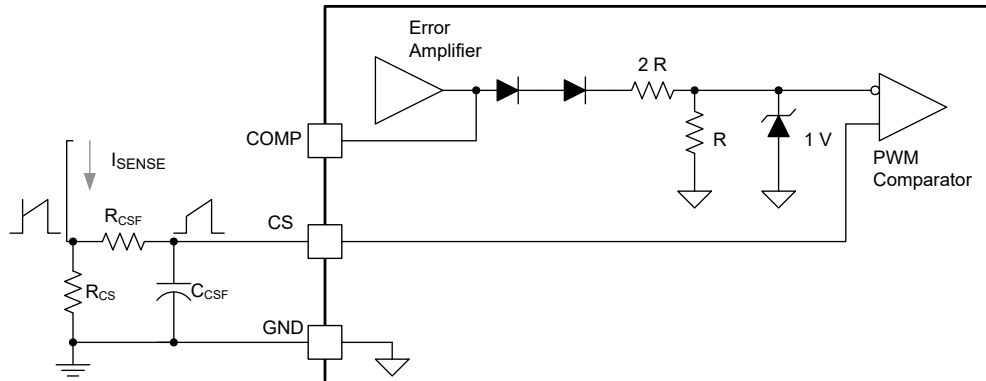 Error
Amplifier
2 R
COMP
R
1 V
PWM
Comparator
ISENSE
RCSF
CS
RCS
CCSF
GND